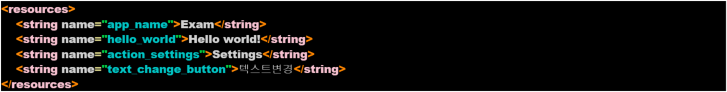 <resources>
<string name="app_name">Exam</string>
<string name="hello_world">Hello world!</string>
<string name="action_settings">Settings</string>
<string name="text_change_button">텍스트변경</string>
</resources>